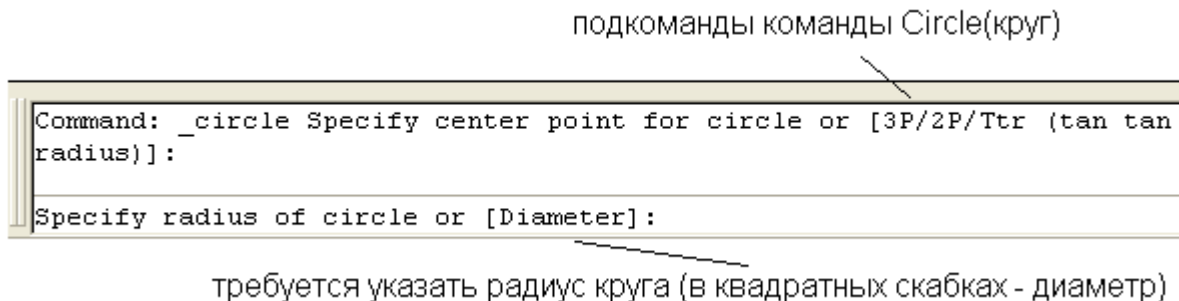 подкоманды команды Circle(круг)
Command: _circle Specify center point for circle or [3P/2P/Ttr (tan tan
radius)]:
Specify radius of circle or [Diameter]:
требуется указать радиус круга (в квадратных скабках - диаметр)